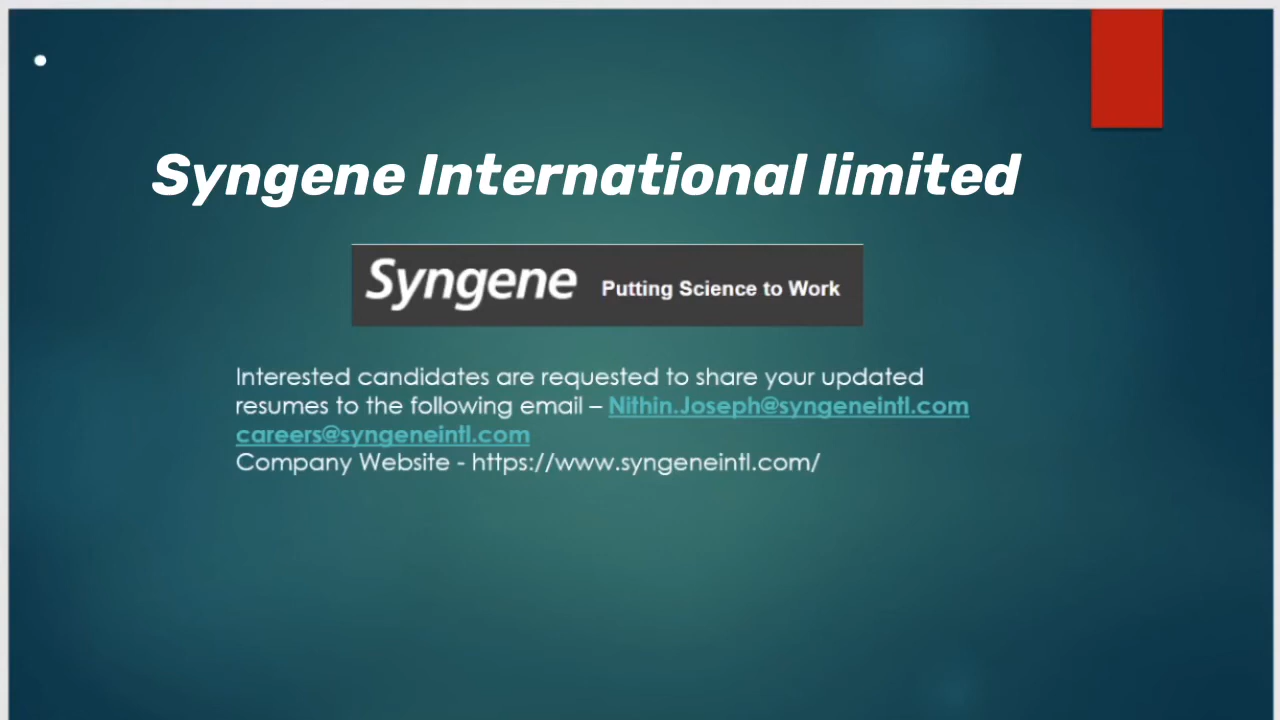 Syngene International limited
Syngene Putting Science to Work
Interested candidates are requested to share your updated
resumes to the following email – Nithin.Joseph@syngeneintl.com
careers@syngeneintl.com
Company Website - https://www.syngeneintl.com/